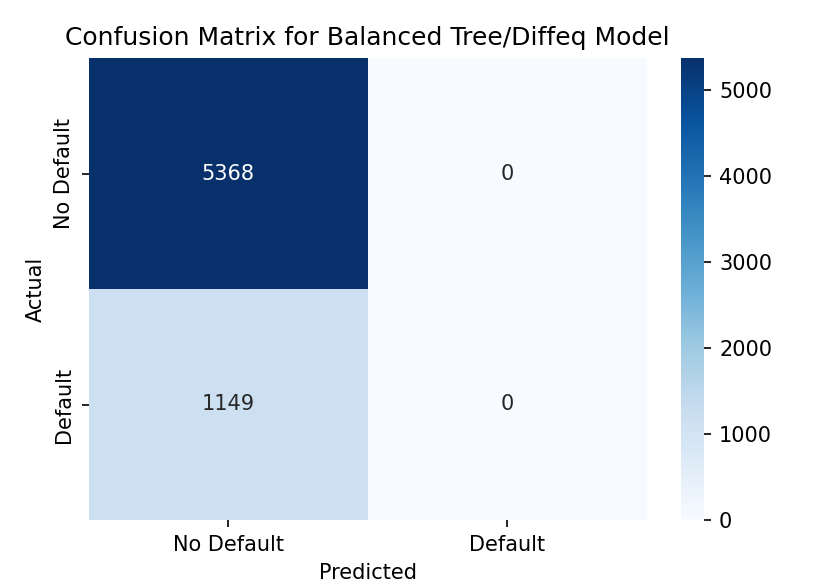 Confusion Matrix for Balanced Tree/Diffeq Model
Actual
No Default
Default
5368
0
1149
0
No Default
Default
Predicted
5000
4000
3000
2000
1000
0